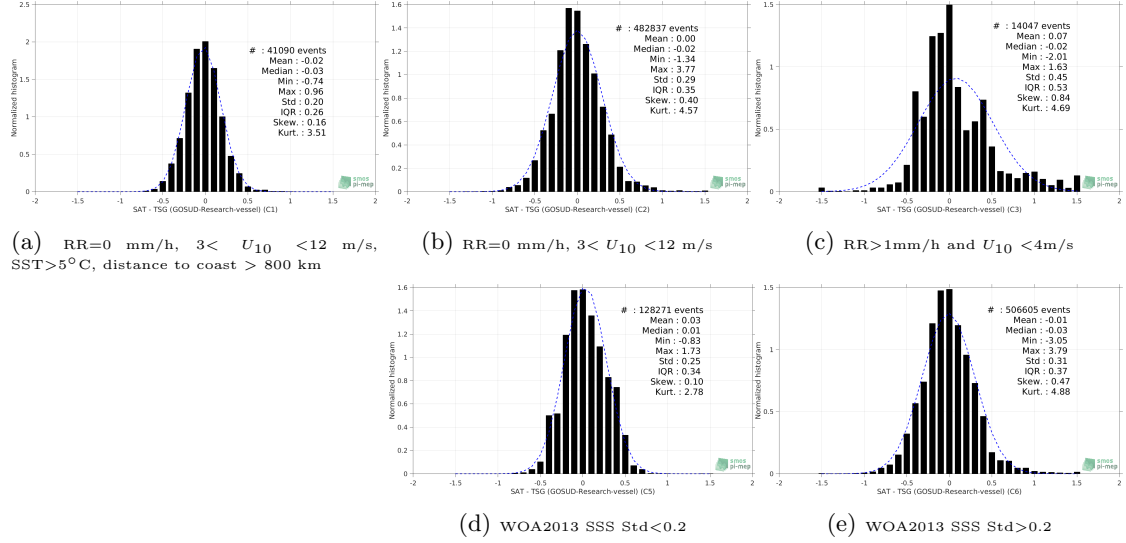 Normalized histogram
2.5
2
1.5
1
0.5
0
-2
-1.5
-1
-0.5
0
0.5
1
1.5
2
# : 41090 events
Mean : -0.02
Median : -0.03
Min : -0.74
Max : 0.96
Std : 0.20
IQR : 0.26
Skew. : 0.16
Kurt. : 3.51
smos
pi-mep
SAT - TSG (GOSUD-Research-vessel) (C1)
(a) RR=0 mm/h, 3< U10 <12 m/s,
SST>5°C, distance to coast > 800 km
Normalized histogram
1.6
1.4
1.2
1
0.8
0.6
0.4
0.2
0
-2
-1.5
-1
-0.5
0
0.5
1
1.5
2
# : 482837 events
Mean : 0.00
Median : -0.02
Min : -1.34
Max : 3.77
Std : 0.29
IQR : 0.35
Skew. : 0.40
Kurt. : 4.57
smos
pi-mep
SAT - TSG (GOSUD-Research-vessel) (C2)
(b) RR=0 mm/h, 3< U10 <12 m/s
Normalized histogram
1.5
1
0.5
0
-2
-1.5
-1
-0.5
0
0.5
1
1.5
2
# : 14047 events
Mean : 0.07
Median : -0.02
Min : -2.01
Max : 1.63
Std : 0.45
IQR : 0.53
Skew. : 0.84
Kurt. : 4.69
smos
pi-mep
SAT - TSG (GOSUD-Research-vessel) (C3)
(c) RR>1mm/h and U10 <4m/s
Normalized histogram
1.6
1.4
1.2
1
0.8
0.6
0.4
0.2
0
-2
-1.5
-1
-0.5
0
0.5
1
1.5
2
# : 128271 events
Mean : 0.03
Median : 0.01
Min : -0.83
Max : 1.73
Std : 0.25
IQR : 0.34
Skew. : 0.10
Kurt. : 2.78
smos
pi-mep
SAT - TSG (GOSUD-Research-vessel) (C5)
(d) WOA2013 SSS Std<0.2
Normalized histogram
1.5
1
0.5
0
-2
-1.5
-1
-0.5
0
0.5
1
1.5
2
# : 506605 events
Mean : -0.01
Median : -0.03
Min : -3.05
Max : 3.79
Std : 0.31
IQR : 0.37
Skew. : 0.47
Kurt. : 4.88
smos
pi-mep
SAT - TSG (GOSUD-Research-vessel) (C6)
(e) WOA2013 SSS Std>0.2